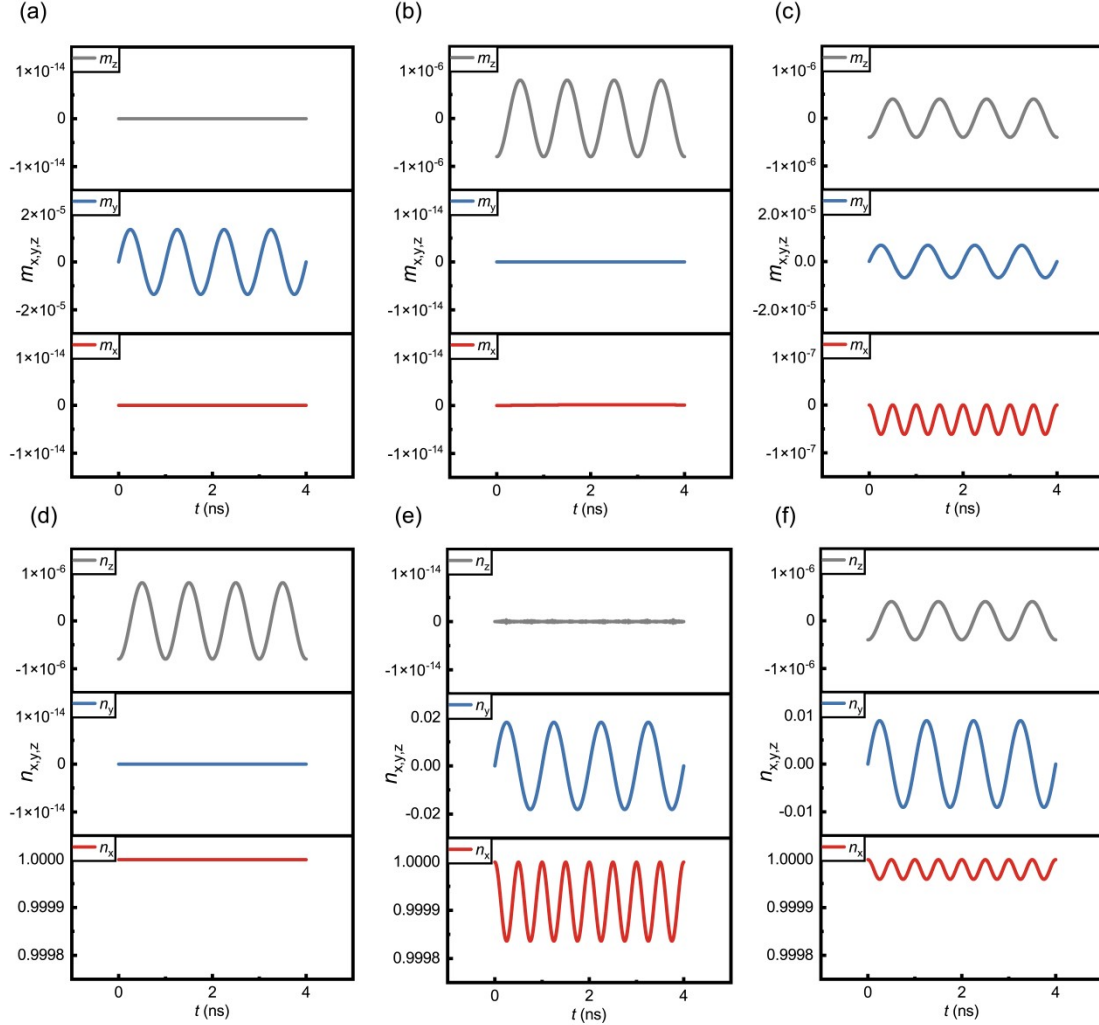 (a)
m_z
1×10^-14
0
-1×10^-14
m_y
2×10^-5
0
-2×10^-5
m_x
1×10^-14
0
-1×10^-14
m_x,y,z
0 2 4
t (ns)
(b)
m_z
1×10^-6
0
-1×10^-6
m_y
1×10^-14
0
-1×10^-14
m_x
1×10^-14
0
-1×10^-14
m_x,y,z
0 2 4
t (ns)
(c)
m_z
1×10^-6
0
-1×10^-6
m_y
2.0×10^-5
0.0
-2.0×10^-5
m_x
1×10^-7
0
-1×10^-7
m_x,y,z
0 2 4
t (ns)
(d)
n_z
1×10^-6
0
-1×10^-6
n_y
1×10^-14
0
-1×10^-14
n_x
1.0000
0.9999
0.9998
n_x,y,z
0 2 4
t (ns)
(e)
n_z
1×10^-14
0
-1×10^-14
n_y
0.02
0.00
-0.02
n_x
1.0000
0.9999
0.9998
n_x,y,z
0 2 4
t (ns)
(f)
n_z
1×10^-6
0
-1×10^-6
n_y
0.01
0.00
-0.01
n_x
1.0000
0.9999
0.9998
n_x,y,z
0 2 4
t (ns)